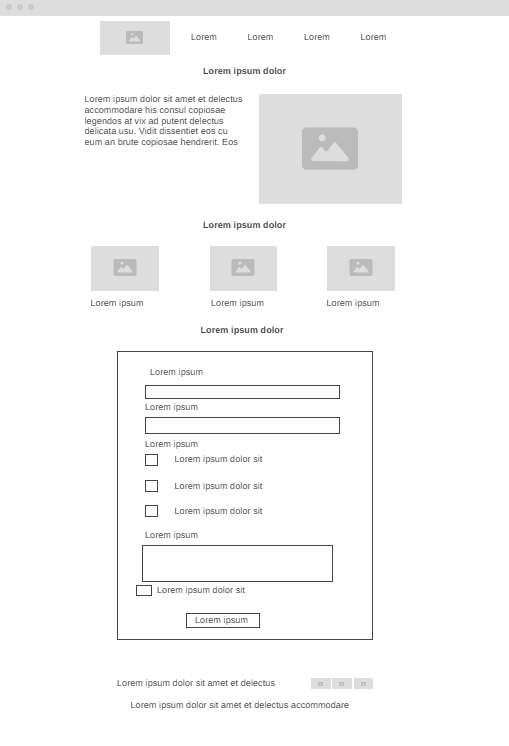 Lorem Lorem Lorem Lorem
Lorem ipsum dolor
Lorem ipsum dolor sit amet et delectus
accommodare his consul copiosae
legendos at vix ad putent delectus
delicata usu. Vidit dissentiet eos cu
eum an brute copiosae hendrerit. Eos
Lorem ipsum dolor
Lorem ipsum Lorem ipsum Lorem ipsum
Lorem ipsum dolor
Lorem ipsum
Lorem ipsum
Lorem ipsum
Lorem ipsum dolor sit
Lorem ipsum dolor sit
Lorem ipsum dolor sit
Lorem ipsum
Lorem ipsum dolor sit
Lorem ipsum
Lorem ipsum dolor sit amet et delectus
Lorem ipsum dolor sit amet et delectus accommodare